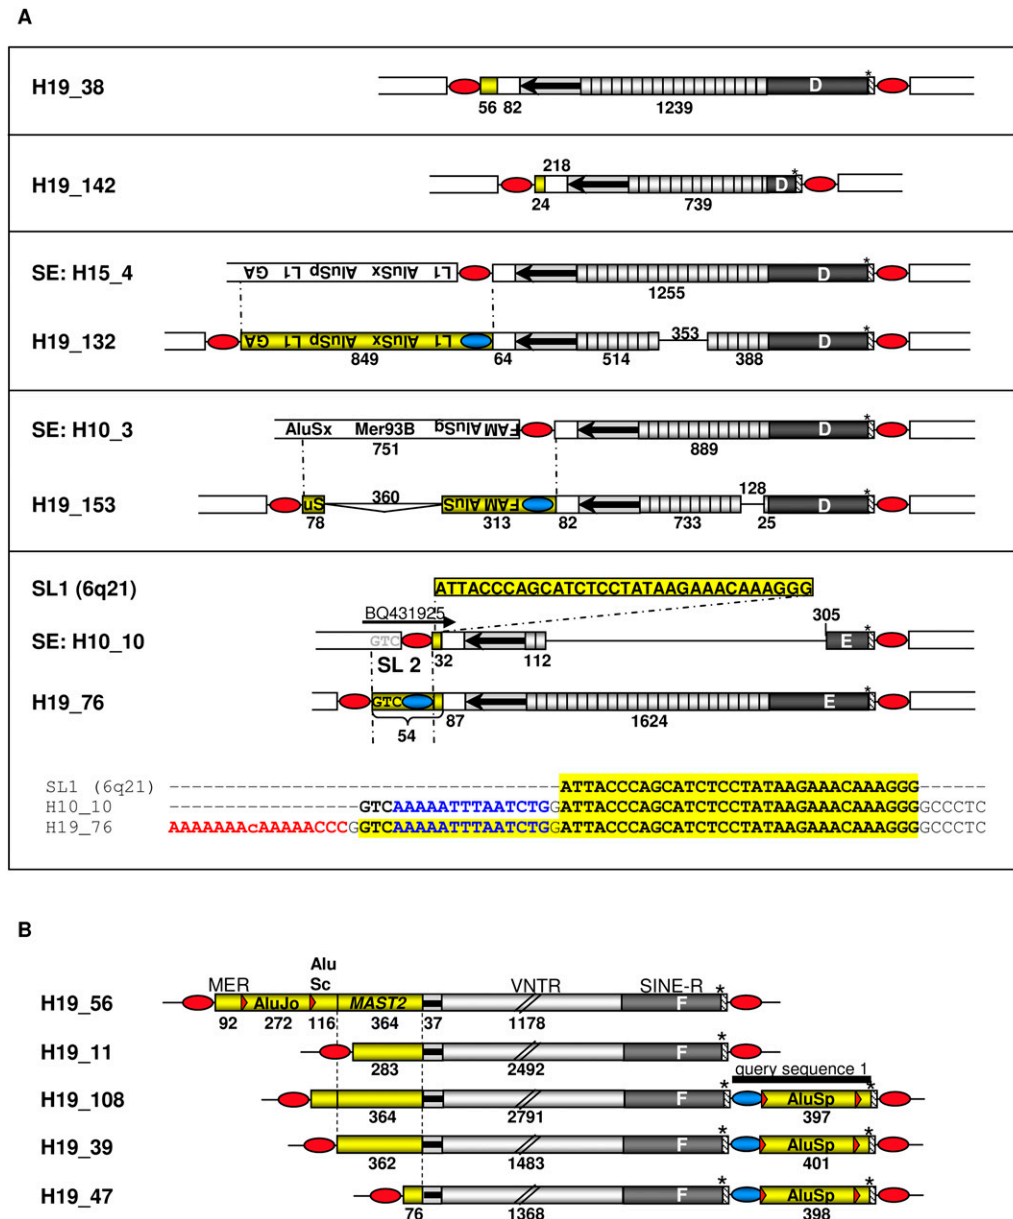 A
H19_38
D
*
56 82 1239
H19_142
218
D
*
24 739
SE: H15_4
GA L1 AluSp AluSx L1
D
*
1255
H19_132
GA L1 AluSp AluSx L1
353
D
*
849 64 514 388
SE: H10_3
AluSx Mer93B AluSq FAM
D
*
751 889
H19_153
Su
360
AluS FAM
128
D
*
78 313 82 733 25
SL1 (6q21)
ATTACCCAGCATCTCCTATAAGAAACAAAGGG
BQ431925
305
SE: H10_10
GTC
E
*
SL 2 32 112
H19_76
GTC
E
*
87 1624
54
SL1 (6q21) ------------------------------------ATTACCCAGCATCTCCTATAAGAAACAAAGGG------
H10_10 -----------------GTCAAAAATTTAATCTGGATTACCCAGCATCTCCTATAAGAAACAAAGGGGCCCTC
H19_76 AAAAAAAcAAAAACCCGGTCAAAAATTTAATCTGGATTACCCAGCATCTCCTATAAGAAACAAAGGGGCCCTC
B
MER Alu Sc VNTR SINE-R
*
H19_56
AluJo MAST2 F
92 272 116 364 37 1178
H19_11
F
*
283 2492
query sequence 1
H19_108
F
*
AluSp
*
364 2791 397
H19_39
F
*
AluSp
*
362 1483 401
H19_47
F
*
AluSp
*
76 1368 398